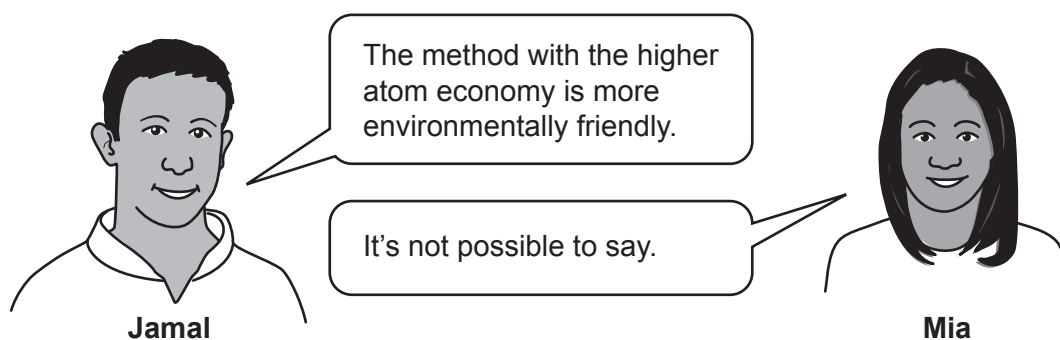 The method with the higher
atom economy is more
environmentally friendly.
It’s not possible to say.
Jamal
Mia